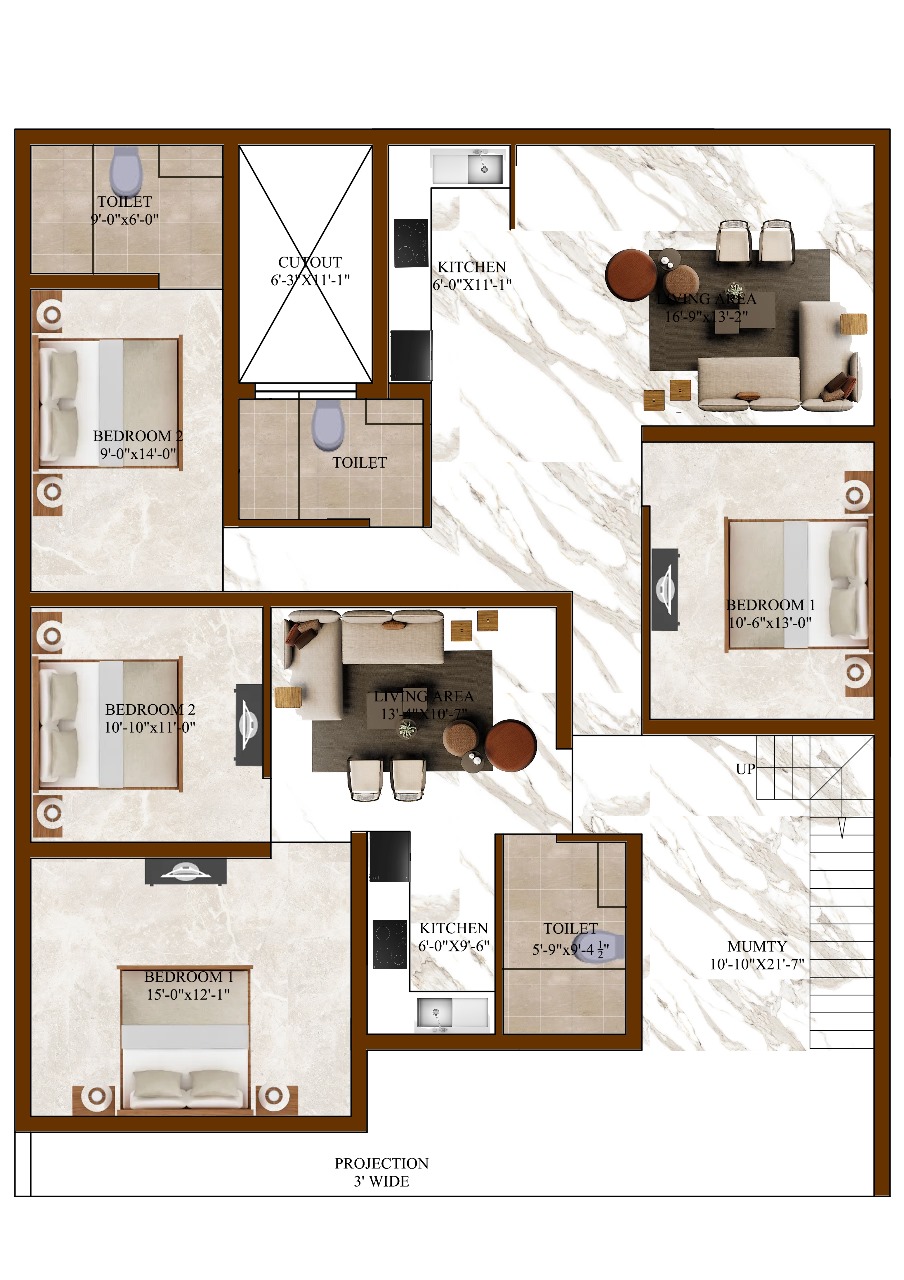 TOILET
9'-0"x6'-0"
CUTOUT
6'-3"X11'-1"
KITCHEN
6'-0"X11'-1"
LIVING AREA
16'-9"x13'-2"
BEDROOM 2
9'-0"x14'-0"
TOILET
BEDROOM 1
10'-6"x13'-0"
BEDROOM 2
10'-10"x11'-0"
LIVING AREA
13'-4"X10'-7"
UP
KITCHEN
6'-0"X9'-6"
TOILET
5'-9"x9'-4 1/2"
MUMTY
10'-10"X21'-7"
BEDROOM 1
15'-0"x12'-1"
PROJECTION
3' WIDE